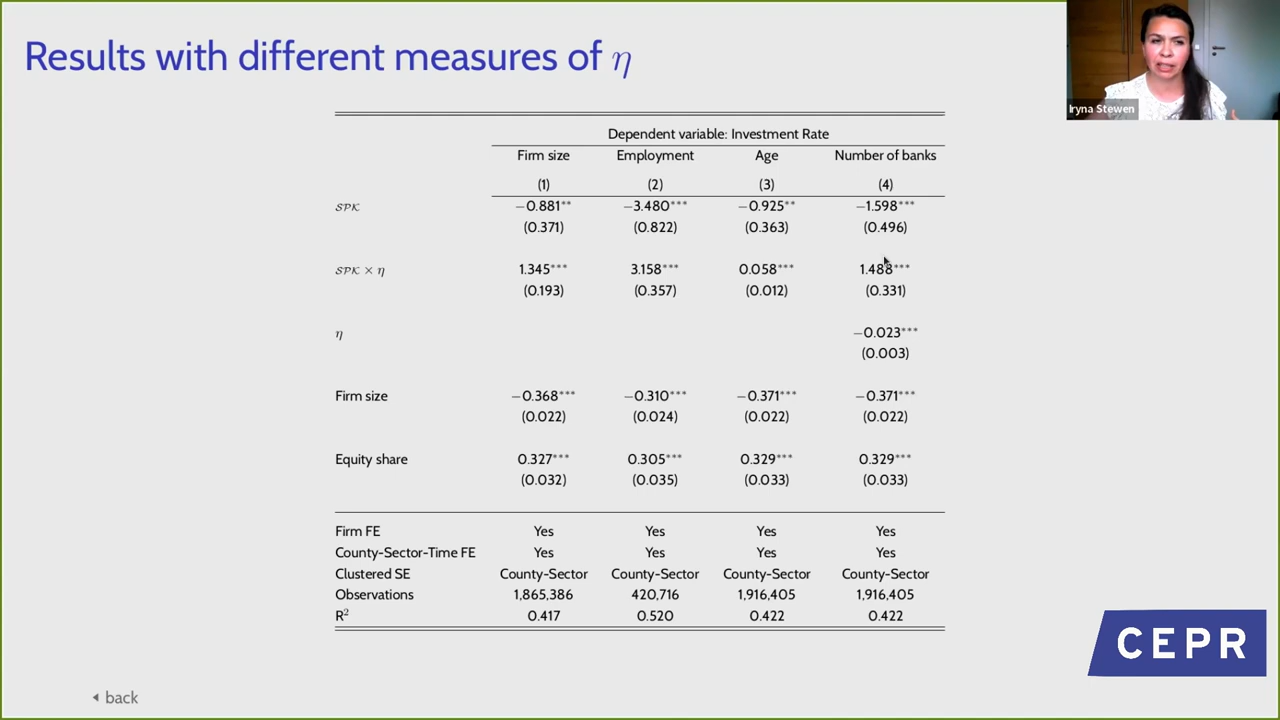 Results with different measures of η
Iryna Stewen
Dependent variable: Investment Rate
Firm size Employment Age Number of banks
(1) (2) (3) (4)
SPK −0.881** −3.480*** −0.925** −1.598***
(0.371) (0.822) (0.363) (0.496)
SPK × η 1.345*** 3.158*** 0.058*** 1.488***
(0.193) (0.357) (0.012) (0.331)
η −0.023***
(0.003)
Firm size −0.368*** −0.310*** −0.371*** −0.371***
(0.022) (0.024) (0.022) (0.022)
Equity share 0.327*** 0.305*** 0.329*** 0.329***
(0.032) (0.035) (0.033) (0.033)
Firm FE Yes Yes Yes Yes
County-Sector-Time FE Yes Yes Yes Yes
Clustered SE County-Sector County-Sector County-Sector County-Sector
Observations 1,865,386 420,716 1,916,405 1,916,405
R² 0.417 0.520 0.422 0.422
CEPR
back